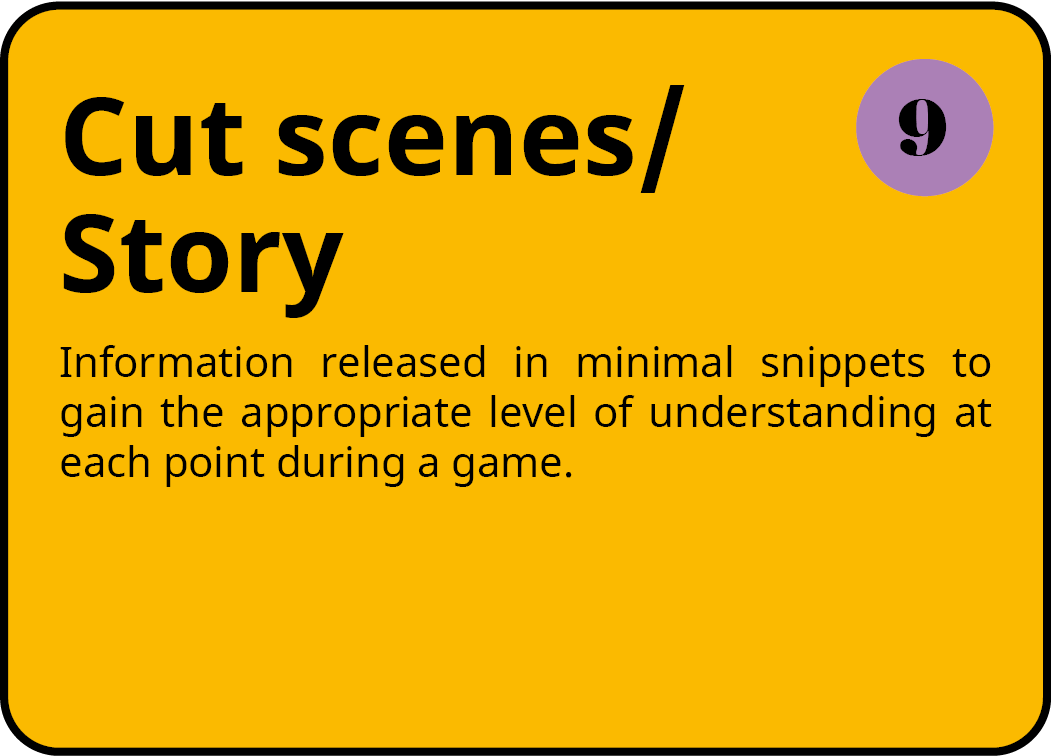 Cut scenes/
Story
9
Information released in minimal snippets to
gain the appropriate level of understanding at
each point during a game.